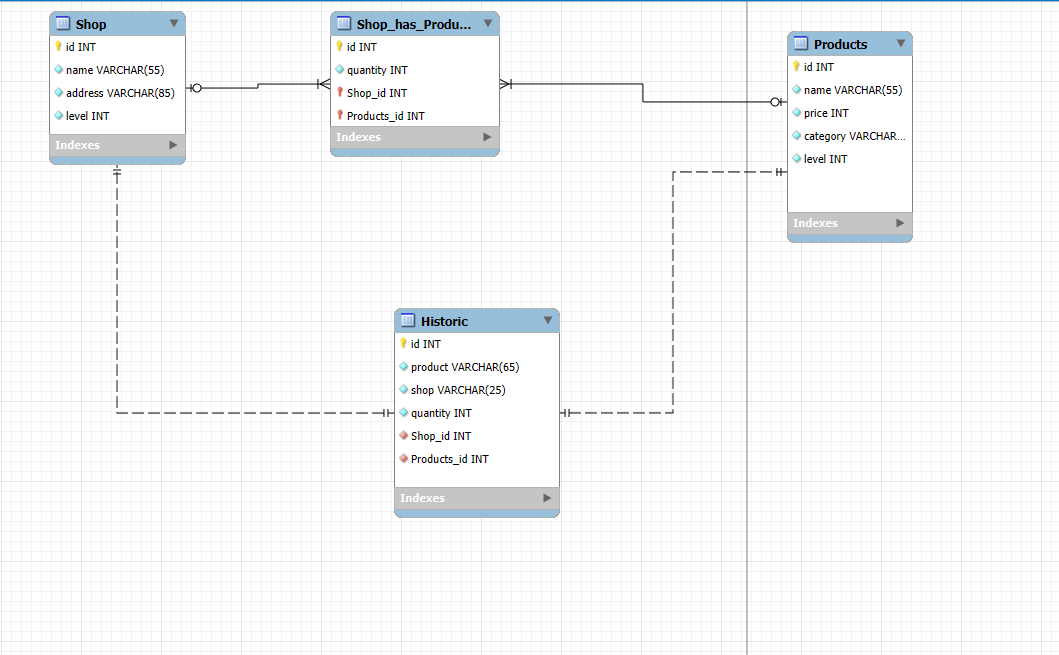 Shop
id INT
name VARCHAR(55)
address VARCHAR(85)
level INT
Indexes
Shop_has_Produ...
id INT
quantity INT
Shop_id INT
Products_id INT
Indexes
Products
id INT
name VARCHAR(55)
price INT
category VARCHAR...
level INT
Indexes
Historic
id INT
product VARCHAR(65)
shop VARCHAR(25)
quantity INT
Shop_id INT
Products_id INT
Indexes